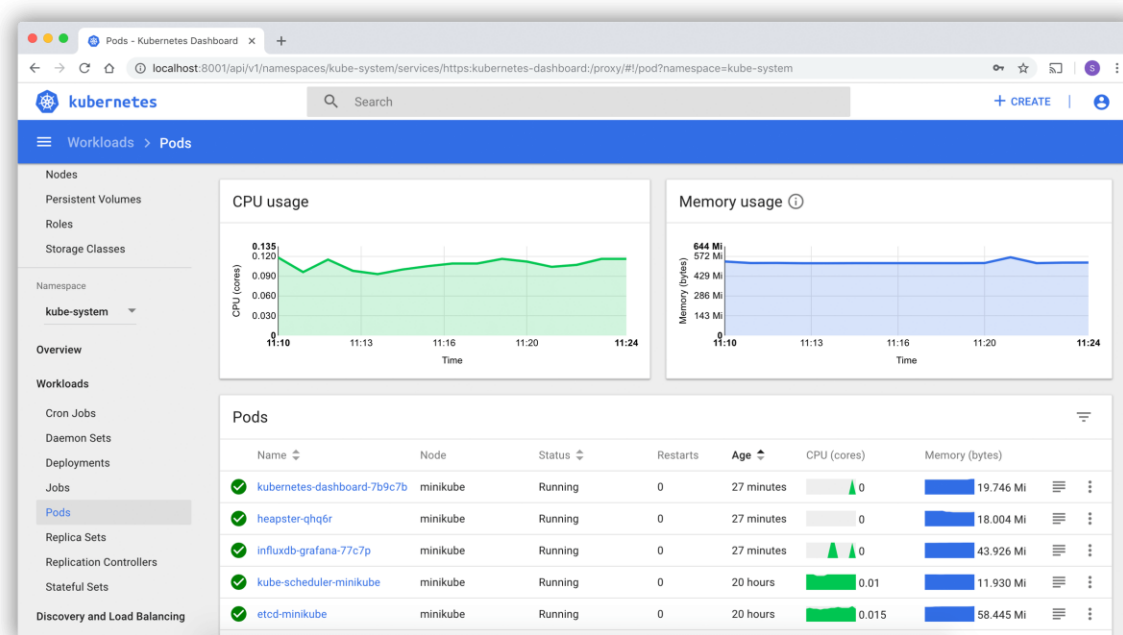 Pods - Kubernetes Dashboard
localhost:8001/api/v1/namespaces/kube-system/services/https:kubernetes-dashboard:/proxy/#!/pod?namespace=kube-system
S
kubernetes
Search
+ CREATE
Workloads > Pods
Nodes
Persistent Volumes
Roles
Storage Classes
Namespace
kube-system
Overview
Workloads
Cron Jobs
Daemon Sets
Deployments
Jobs
Pods
Replica Sets
Replication Controllers
Stateful Sets
Discovery and Load Balancing
CPU usage
CPU (cores)
0.135
0.120
0.090
0.060
0.030
0
11:10 11:13 11:16 11:20 11:24
Time
Memory usage
Memory (bytes)
644 Mi
572 Mi
429 Mi
286 Mi
143 Mi
0
11:10 11:13 11:16 11:20 11:24
Time
Pods
Name Node Status Restarts Age CPU (cores) Memory (bytes)
kubernetes-dashboard-7b9c7b minikube Running 0 27 minutes 0 19.746 Mi
heapster-qhq6r minikube Running 0 27 minutes 0 18.004 Mi
influxdb-grafana-77c7p minikube Running 0 27 minutes 0 43.926 Mi
kube-scheduler-minikube minikube Running 0 20 hours 0.01 11.930 Mi
etcd-minikube minikube Running 0 20 hours 0.015 58.445 Mi